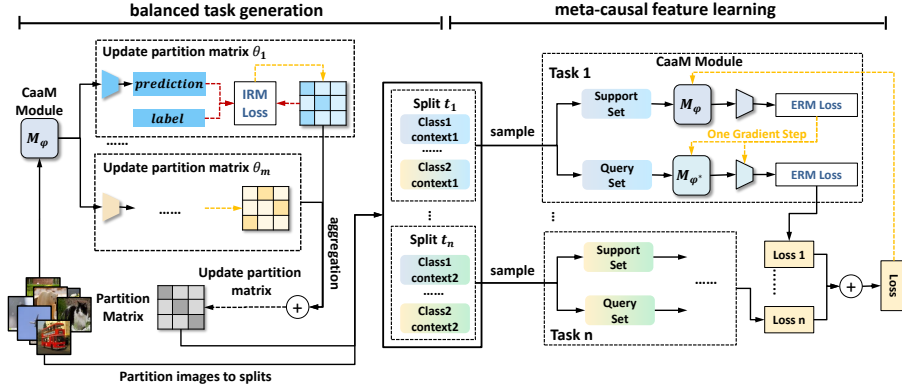 balanced task generation
meta-causal feature learning
Update partition matrix θ₁
CaaM
Module
M_φ
prediction
label
IRM
Loss
......
Update partition matrix θ_m
......
aggregation
Update partition
matrix
Partition
Matrix
+
Partition images to splits
Split t₁
Class1
context1
......
Class2
context1
⋮
Split t_n
Class1
context2
......
Class2
context2
sample
sample
CaaM Module
Task 1
Support
Set
M_φ
ERM Loss
One Gradient Step
Query
Set
M_φ*
ERM Loss
⋮
Support
Set
Query
Set
......
Task n
Loss 1
......
Loss n
+
Loss